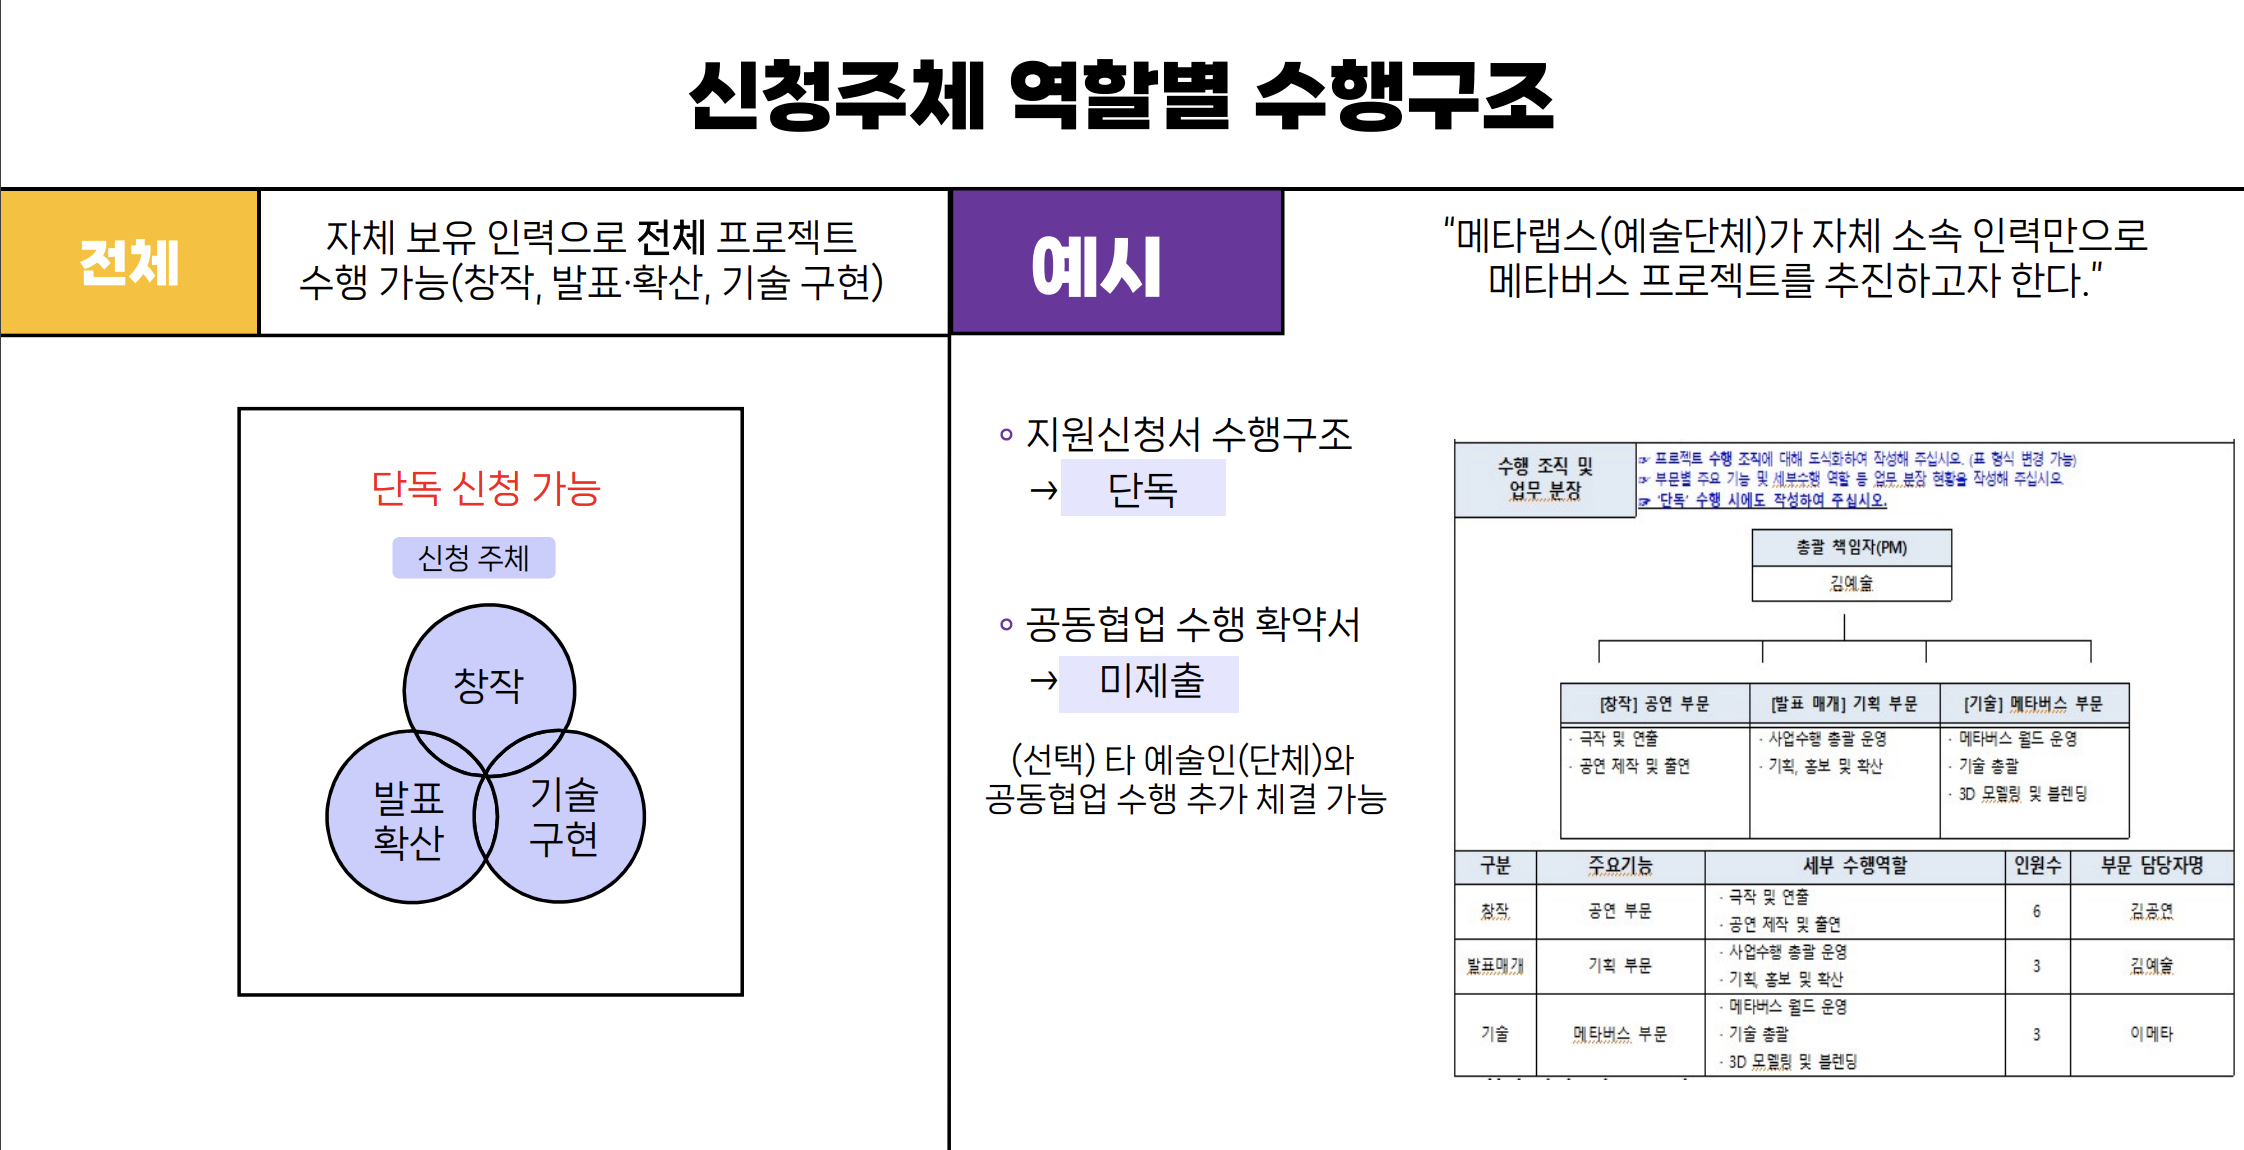 신청주체 역할별 수행구조
전체
자체 보유 인력으로 전체 프로젝트
수행 가능(창작, 발표·확산, 기술 구현)
단독 신청 가능
신청 주체
창작
발표
확산
기술
구현
예시
"메타랩스(예술단체)가 자체 소속 인력만으로
메타버스 프로젝트를 추진하고자 한다."
∘ 지원신청서 수행구조
→ 단독
∘ 공동협업 수행 확약서
→ 미제출
(선택) 타 예술인(단체)와
공동협업 수행 추가 체결 가능
수행 조직 및
업무 분장
☞ 프로젝트 수행 조직에 대해 도식화하여 작성해 주십시오. (표 형식 변경 가능)
☞ 부문별 주요 기능 및 세부수행 역할 등 업무 분장 현황을 작성해 주십시오.
☞ '단독' 수행 시에도 작성하여 주십시오.
총괄 책임자(PM)
김예술
[창작] 공연 부문
· 극작 및 연출
· 공연 제작 및 출연
[발표 매개] 기획 부문
· 사업수행 총괄 운영
· 기획, 홍보 및 확산
[기술] 메타버스 부문
· 메타버스 월드 운영
· 기술 총괄
· 3D 모델링 및 블렌딩
구분 주요기능 세부 수행역할 인원수 부문 담당자명
창작 공연 부문
· 극작 및 연출
· 공연 제작 및 출연
6 김공연
발표매개 기획 부문
· 사업수행 총괄 운영
· 기획, 홍보 및 확산
3 김예술
기술 메타버스 부문
· 메타버스 월드 운영
· 기술 총괄
· 3D 모델링 및 블렌딩
3 이메타